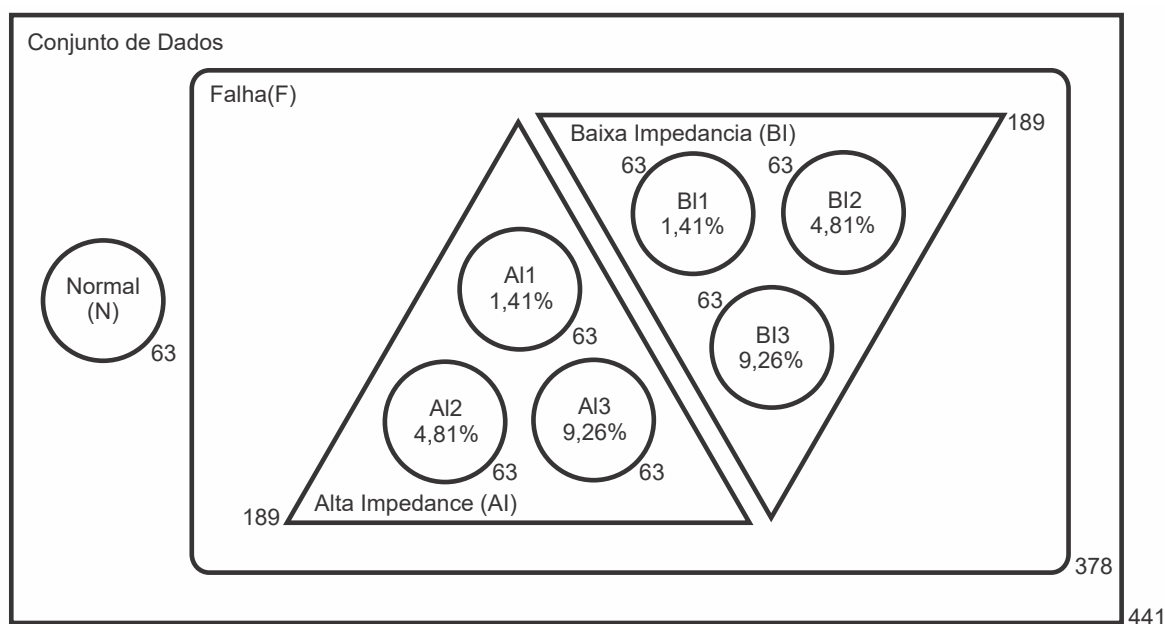 Conjunto de Dados
Falha(F)
Baixa Impedancia (BI)
189
63
BI1
1,41%
63
BI2
4,81%
63
BI3
9,26%
Normal
(N)
63
AI1
1,41%
63
AI2
4,81%
63
AI3
9,26%
63
Alta Impedance (AI)
189
378
441